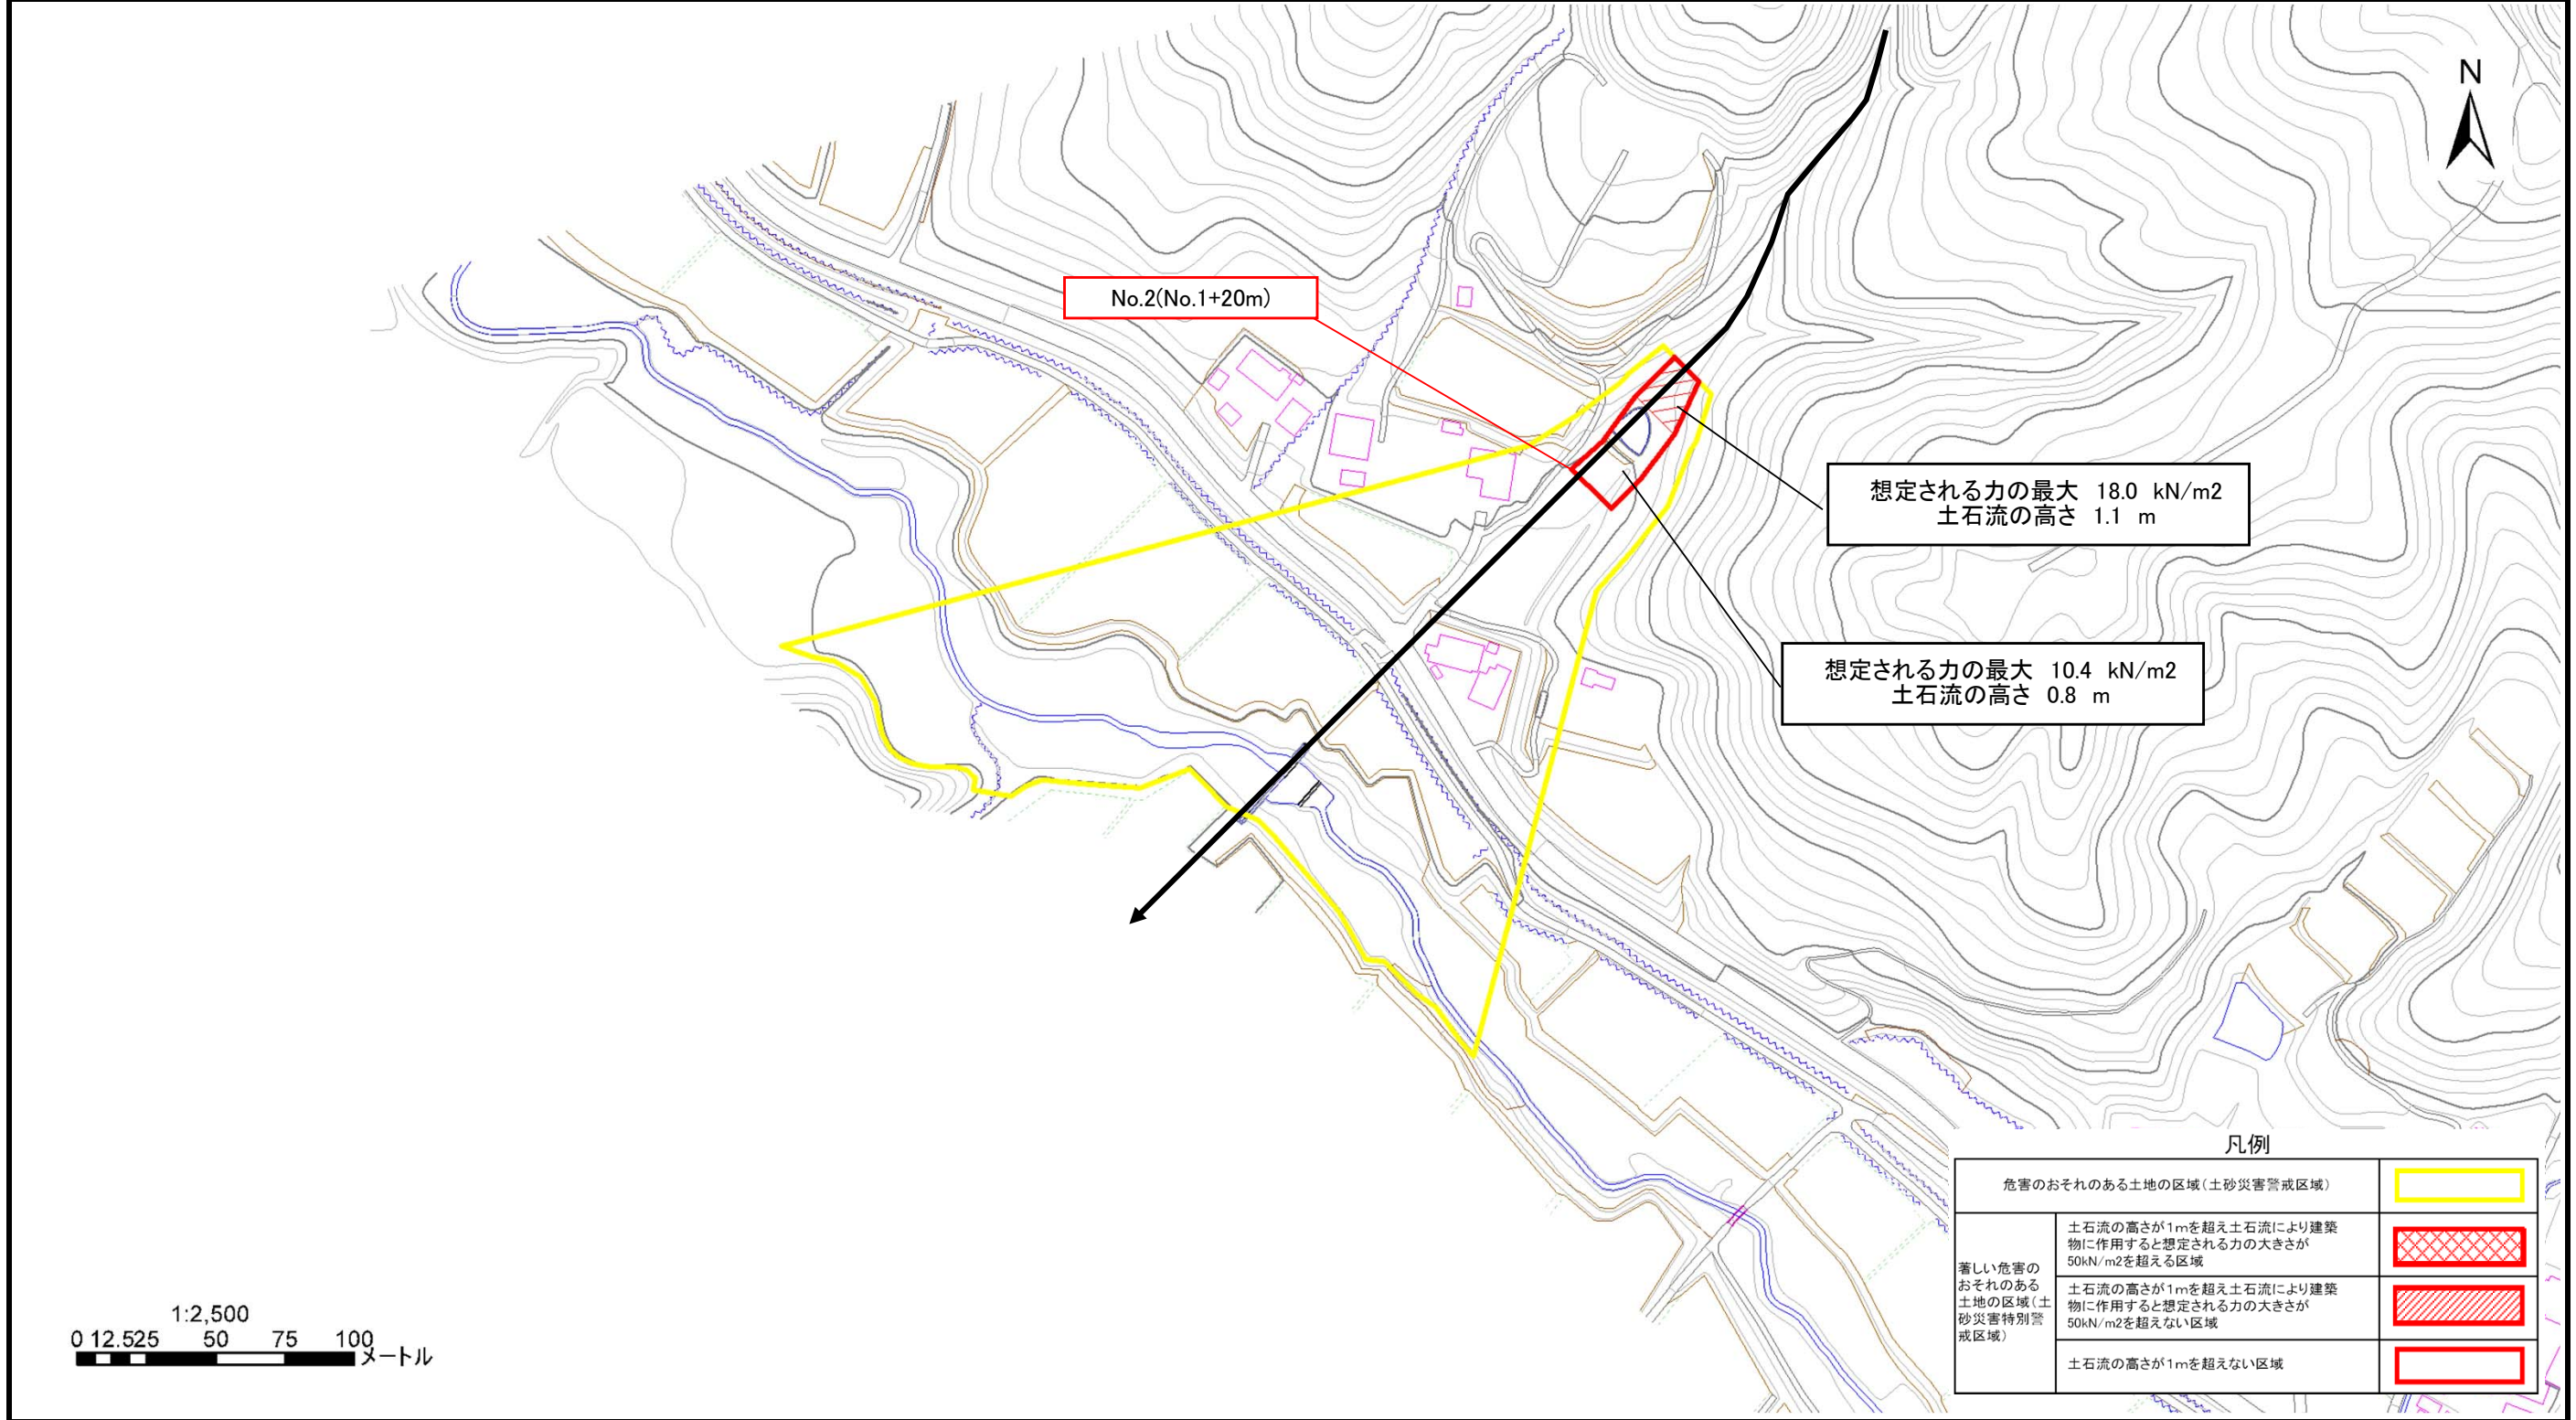 N
No.2(No.1+20m)
想定される力の最大 18.0 kN/m2
土石流の高さ 1.1 m
想定される力の最大 10.4 kN/m2
土石流の高さ 0.8 m
凡例
危害のおそれのある土地の区域(土砂災害警戒区域)
著しい危害の
おそれのある
土地の区域(土
砂災害特別警
戒区域)
土石流の高さが1mを超え土石流により建築
物に作用すると想定される力の大きさが
50kN/m2を超える区域
土石流の高さが1mを超え土石流により建築
物に作用すると想定される力の大きさが
50kN/m2を超えない区域
土石流の高さが1mを超えない区域
1:2,500
0 12.525 50 75 100
メートル